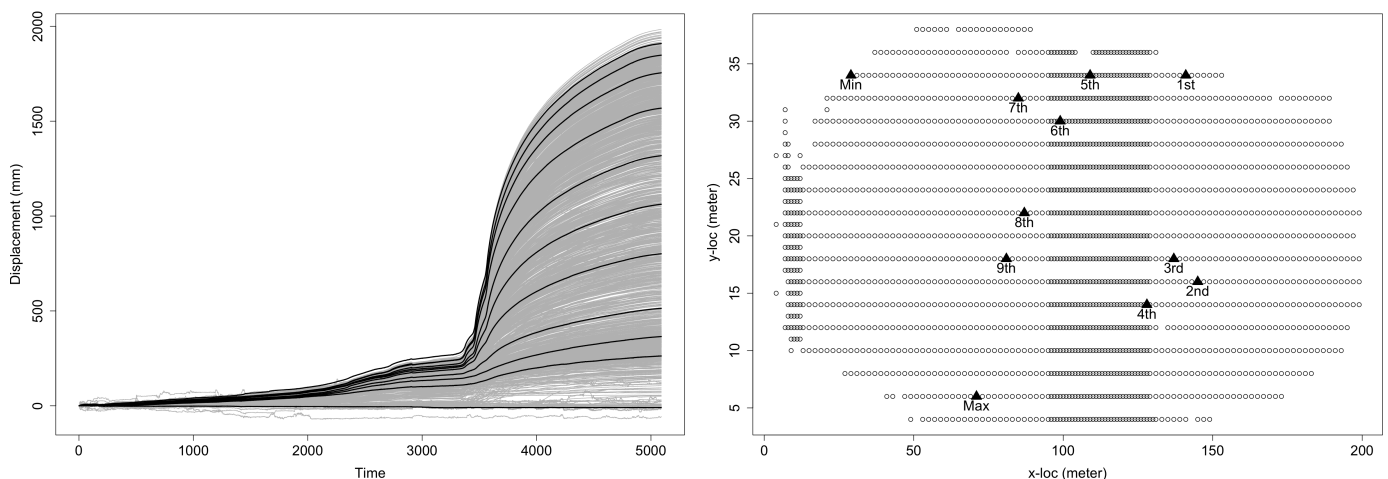 2000
1500
1000
500
0
Displacement (mm)
0 1000 2000 3000 4000 5000
Time
35
30
25
20
15
10
5
y-loc (meter)
Min 5th 1st
7th
6th
8th
9th 3rd
2nd
4th
Max
0 50 100 150 200
x-loc (meter)